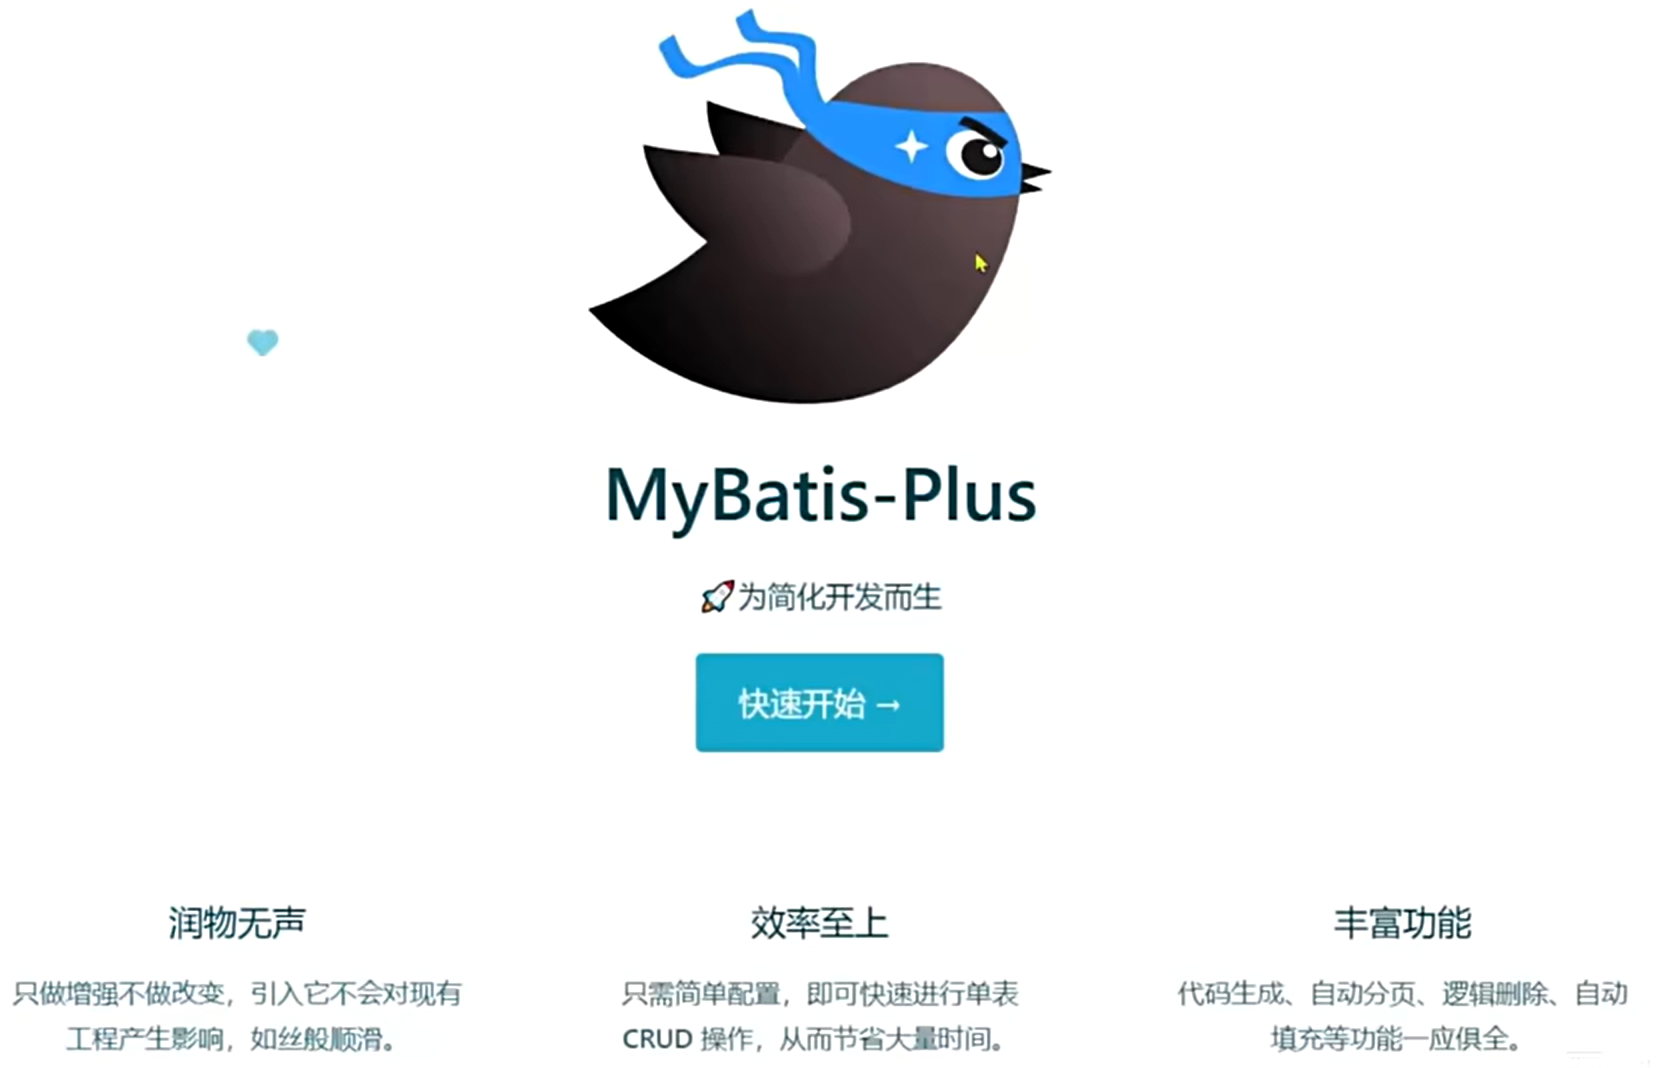 MyBatis-Plus
🚀为简化开发而生
快速开始 →
润物无声
只做增强不做改变，引入它不会对现有
工程产生影响，如丝般顺滑。
效率至上
只需简单配置，即可快速进行单表
CRUD 操作，从而节省大量时间。
丰富功能
代码生成、自动分页、逻辑删除、自动
填充等功能一应俱全。